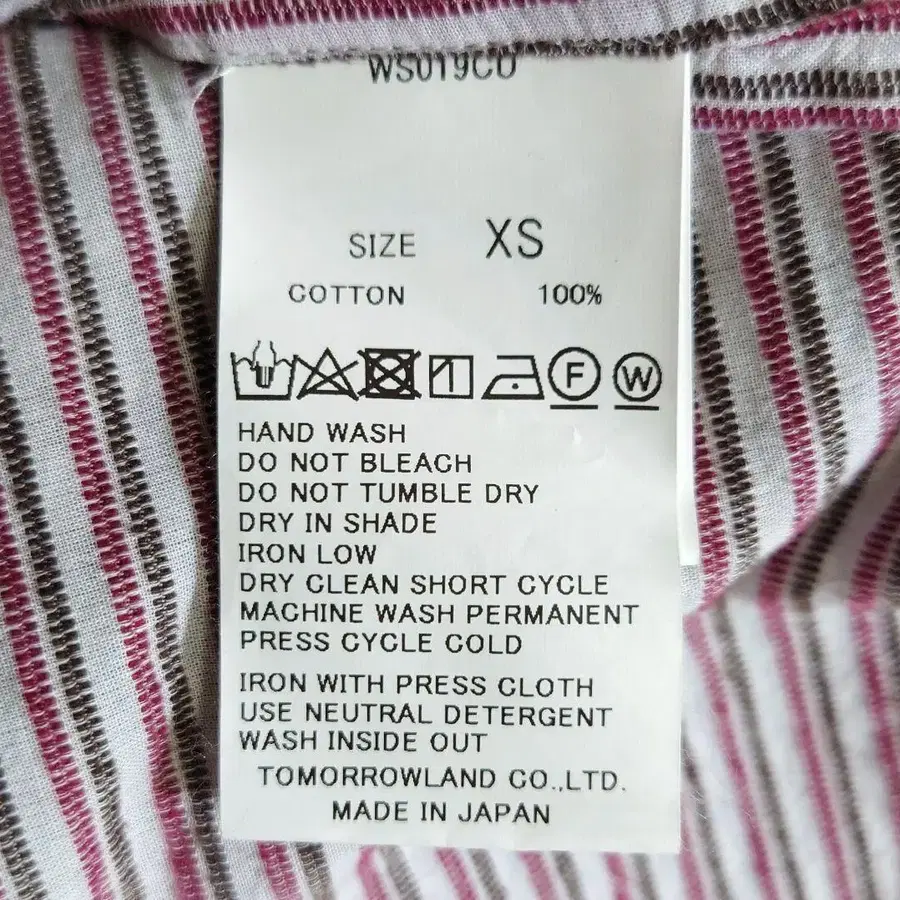 WS019CU
SIZE XS
COTTON 100%
F W
HAND WASH
DO NOT BLEACH
DO NOT TUMBLE DRY
DRY IN SHADE
IRON LOW
DRY CLEAN SHORT CYCLE
MACHINE WASH PERMANENT
PRESS CYCLE COLD
IRON WITH PRESS CLOTH
USE NEUTRAL DETERGENT
WASH INSIDE OUT
TOMORROWLAND CO.,LTD.
MADE IN JAPAN